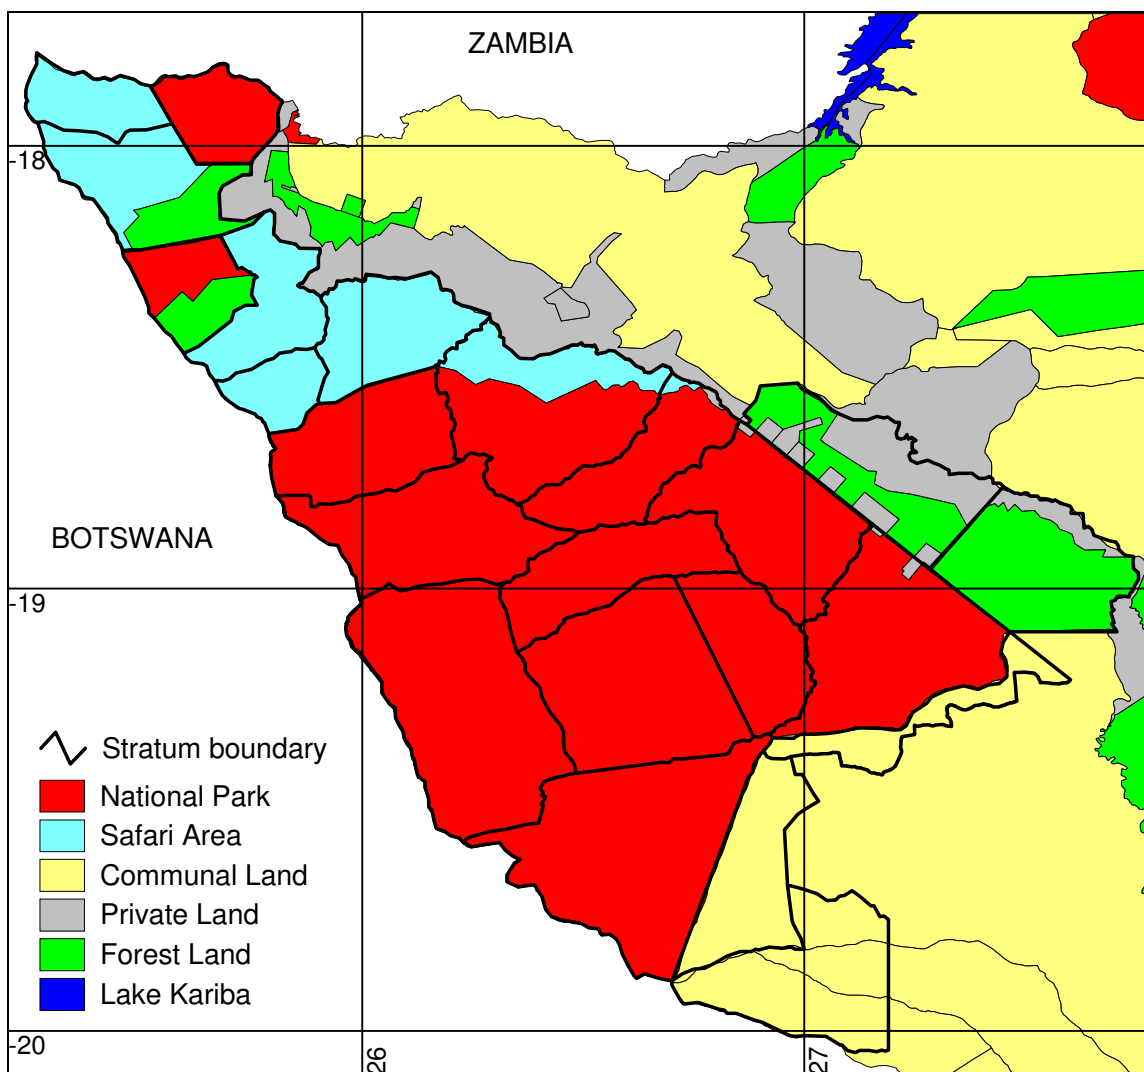 ZAMBIA
-18
BOTSWANA
-19
Stratum boundary
National Park
Safari Area
Communal Land
Private Land
Forest Land
Lake Kariba
-20
26
27